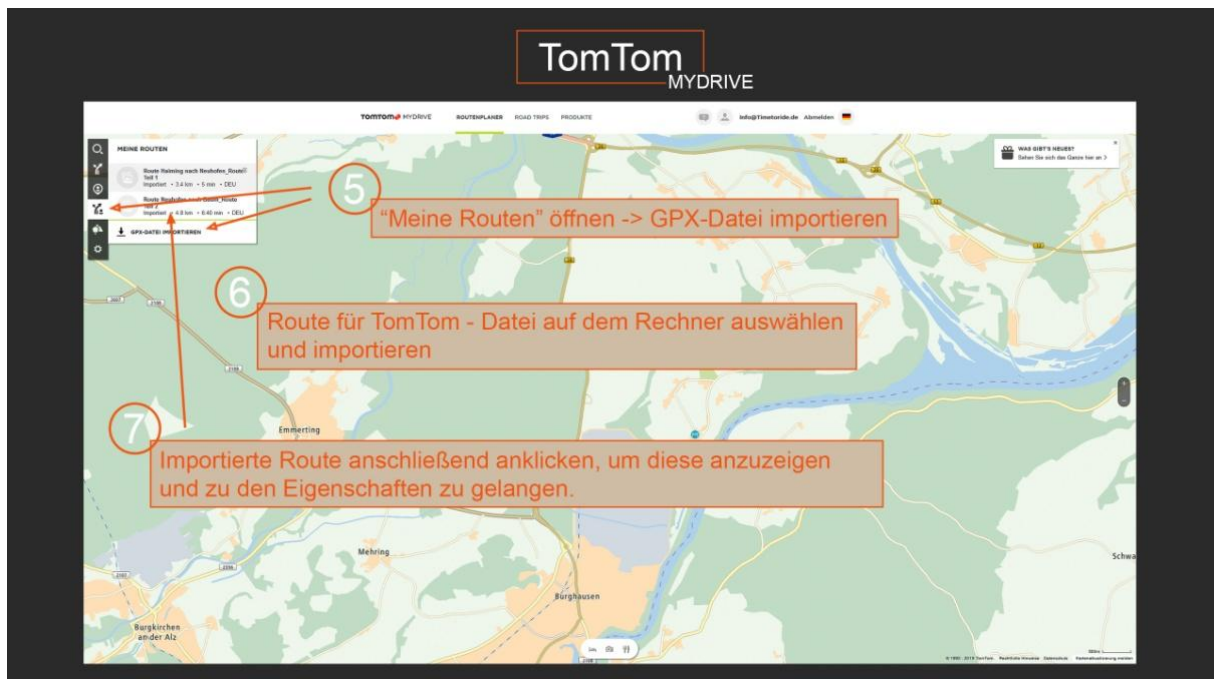 TomTom
MYDRIVE
TOMTOM MYDRIVE ROUTENPLANER ROAD TRIPS PRODUKTE info@Timetoride.de Abmelden
MEINE ROUTEN
WAS GIBT'S NEUES?
Sehen Sie sich das Ganze hier an >
Route Haiming nach Neuhofen_Route
Teil 1
Importiert • 3.4 km • 5 min • DEU
Importiert • 4.8 km • 6:45 min • DEU
GPX-DATEI IMPORTIEREN
5
"Meine Routen" öffnen -> GPX-Datei importieren
6
Route für TomTom - Datei auf dem Rechner auswählen
und importieren
7
Emmerting
Importierte Route anschließend anklicken, um diese anzuzeigen
und zu den Eigenschaften zu gelangen.
Mehring
Schwa
Burghausen
Burgkirchen
an der Alz